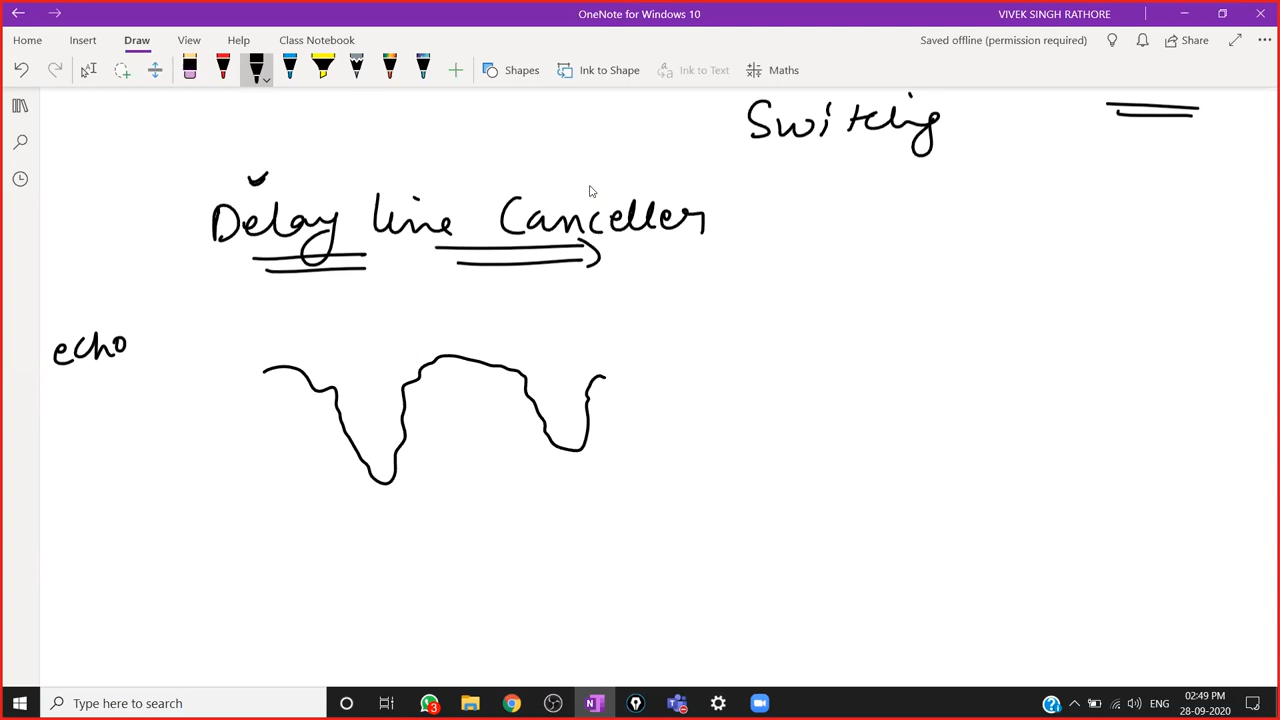 OneNote for Windows 10
VIVEK SINGH RATHORE
Home Insert Draw View Help Class Notebook
Saved offline (permission required)
Share
Shapes Ink to Shape Ink to Text Maths
Switching
Delay line Canceller
echo
Type here to search
3
N
ENG
02:49 PM
28-09-2020